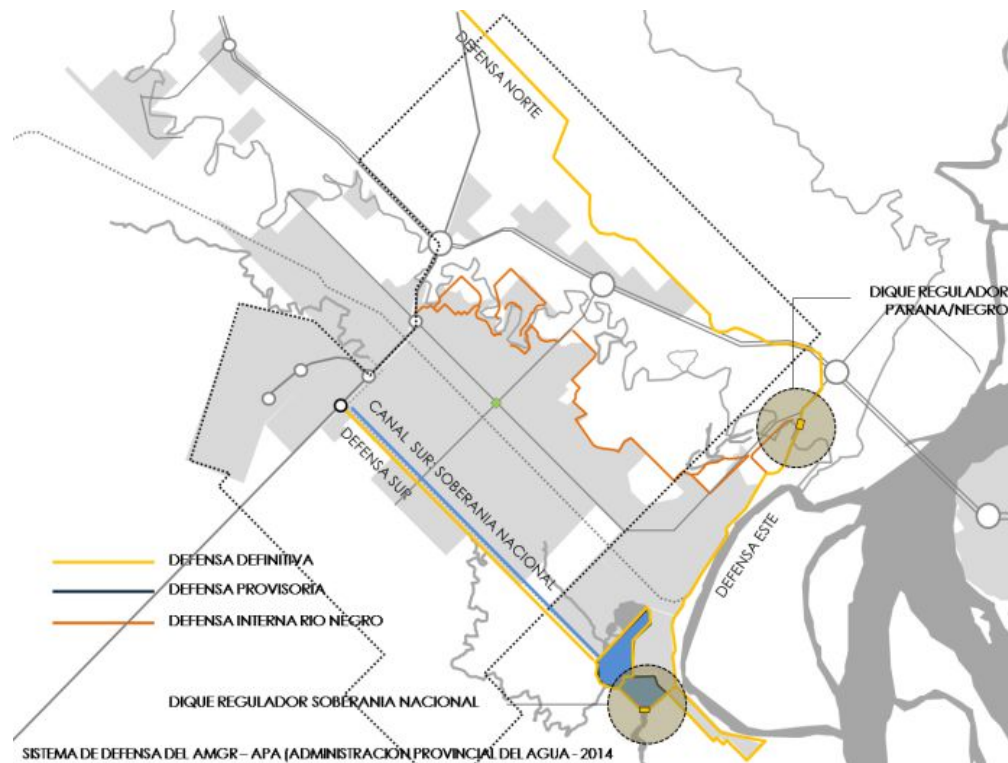 DEFENSA NORTE
DIQUE REGULADOR
PARANA/NEGRO
CANAL SUR/SOBERANIA NACIONAL
DEFENSA SUR
DEFENSA ESTE
DEFENSA DEFINITIVA
DEFENSA PROVISORIA
DEFENSA INTERNA RIO NEGRO
DIQUE REGULADOR SOBERANIA NACIONAL
SISTEMA DE DEFENSA DEL AMGR – APA (ADMINISTRACION PROVINCIAL DEL AGUA - 2014